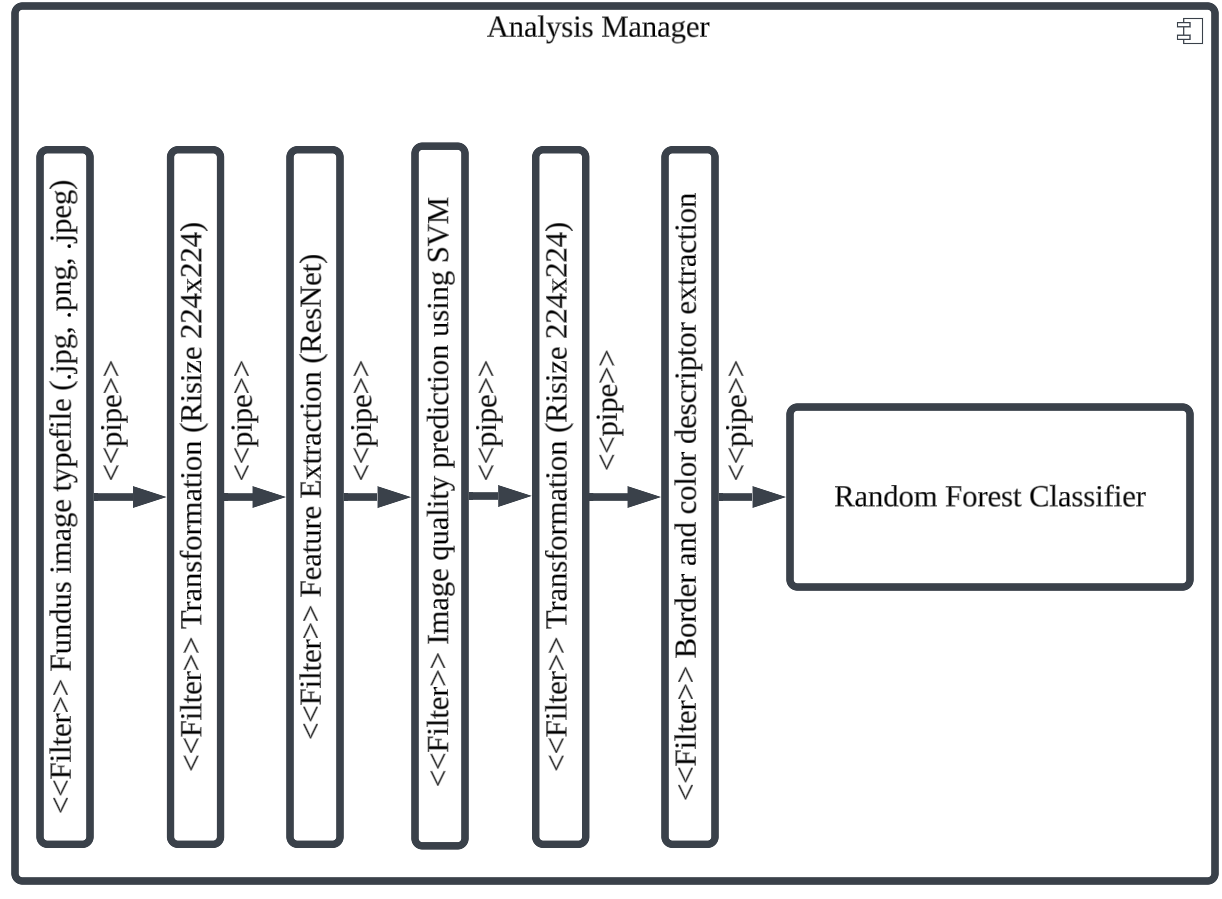 Analysis Manager
<<Filter>> Fundus image typefile (.jpg, .png, .jpeg)
<<pipe>>
<<Filter>> Transformation (Risize 224x224)
<<pipe>>
<<Filter>> Feature Extraction (ResNet)
<<pipe>>
<<Filter>> Image quality prediction using SVM
<<pipe>>
<<Filter>> Transformation (Risize 224x224)
<<pipe>>
<<Filter>> Border and color descriptor extraction
<<pipe>>
Random Forest Classifier